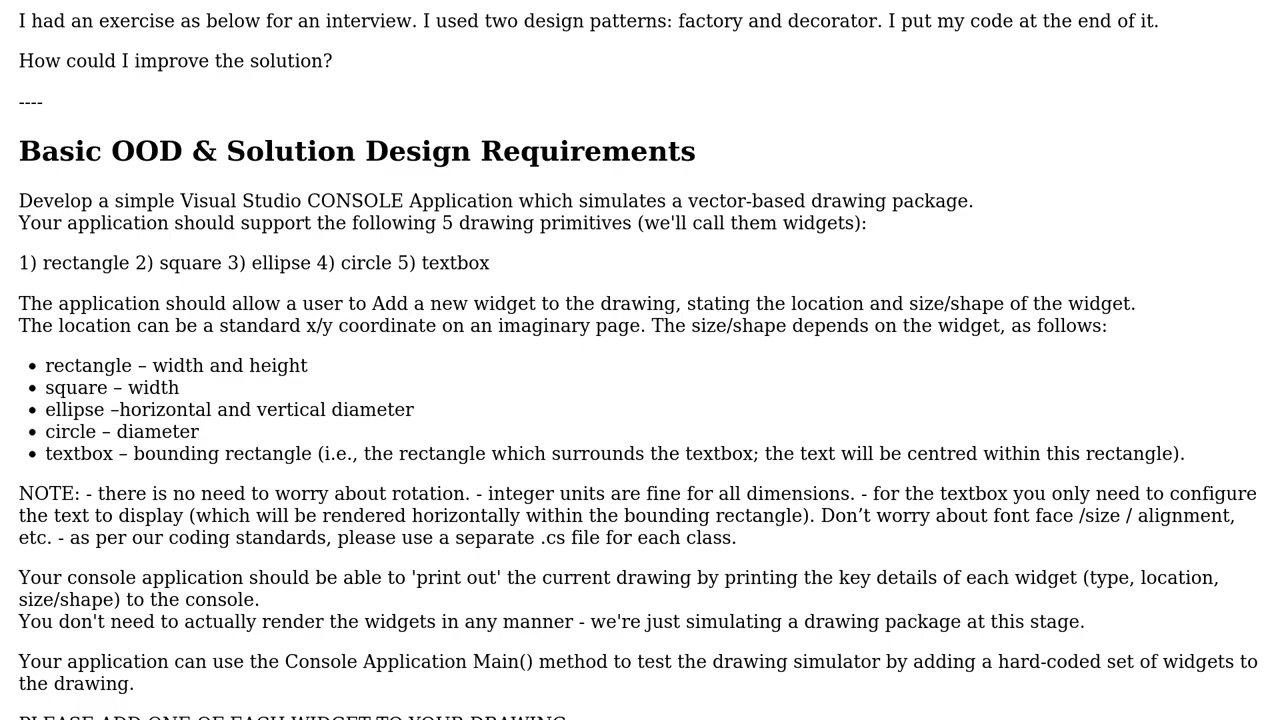 I had an exercise as below for an interview. I used two design patterns: factory and decorator. I put my code at the end of it.
How could I improve the solution?
----
Basic OOD & Solution Design Requirements
Develop a simple Visual Studio CONSOLE Application which simulates a vector-based drawing package.
Your application should support the following 5 drawing primitives (we'll call them widgets):
1) rectangle 2) square 3) ellipse 4) circle 5) textbox
The application should allow a user to Add a new widget to the drawing, stating the location and size/shape of the widget.
The location can be a standard x/y coordinate on an imaginary page. The size/shape depends on the widget, as follows:
• rectangle – width and height
• square – width
• ellipse –horizontal and vertical diameter
• circle – diameter
• textbox – bounding rectangle (i.e., the rectangle which surrounds the textbox; the text will be centred within this rectangle).
NOTE: - there is no need to worry about rotation. - integer units are fine for all dimensions. - for the textbox you only need to configure
the text to display (which will be rendered horizontally within the bounding rectangle). Don’t worry about font face /size / alignment,
etc. - as per our coding standards, please use a separate .cs file for each class.
Your console application should be able to 'print out' the current drawing by printing the key details of each widget (type, location,
size/shape) to the console.
You don't need to actually render the widgets in any manner - we're just simulating a drawing package at this stage.
Your application can use the Console Application Main() method to test the drawing simulator by adding a hard-coded set of widgets to
the drawing.
PLEASE ADD ONE OF EACH WIDGET TO YOUR DRAWING